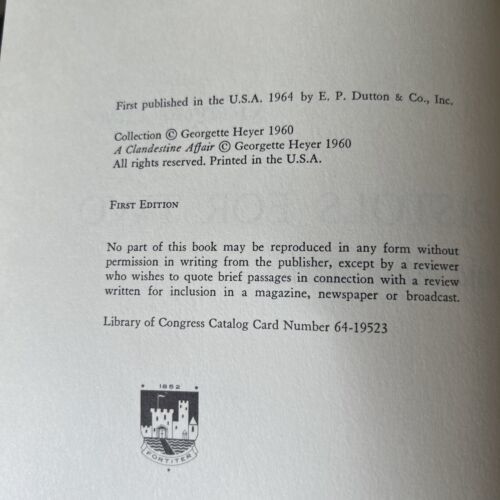 First published in the U.S.A. 1964 by E. P. Dutton & Co., Inc.
Collection © Georgette Heyer 1960
A Clandestine Affair © Georgette Heyer 1960
All rights reserved. Printed in the U.S.A.
FIRST EDITION
No part of this book may be reproduced in any form without
permission in writing from the publisher, except by a reviewer
who wishes to quote brief passages in connection with a review
written for inclusion in a magazine, newspaper or broadcast.
Library of Congress Catalog Card Number 64-19523
1852
FORTITER